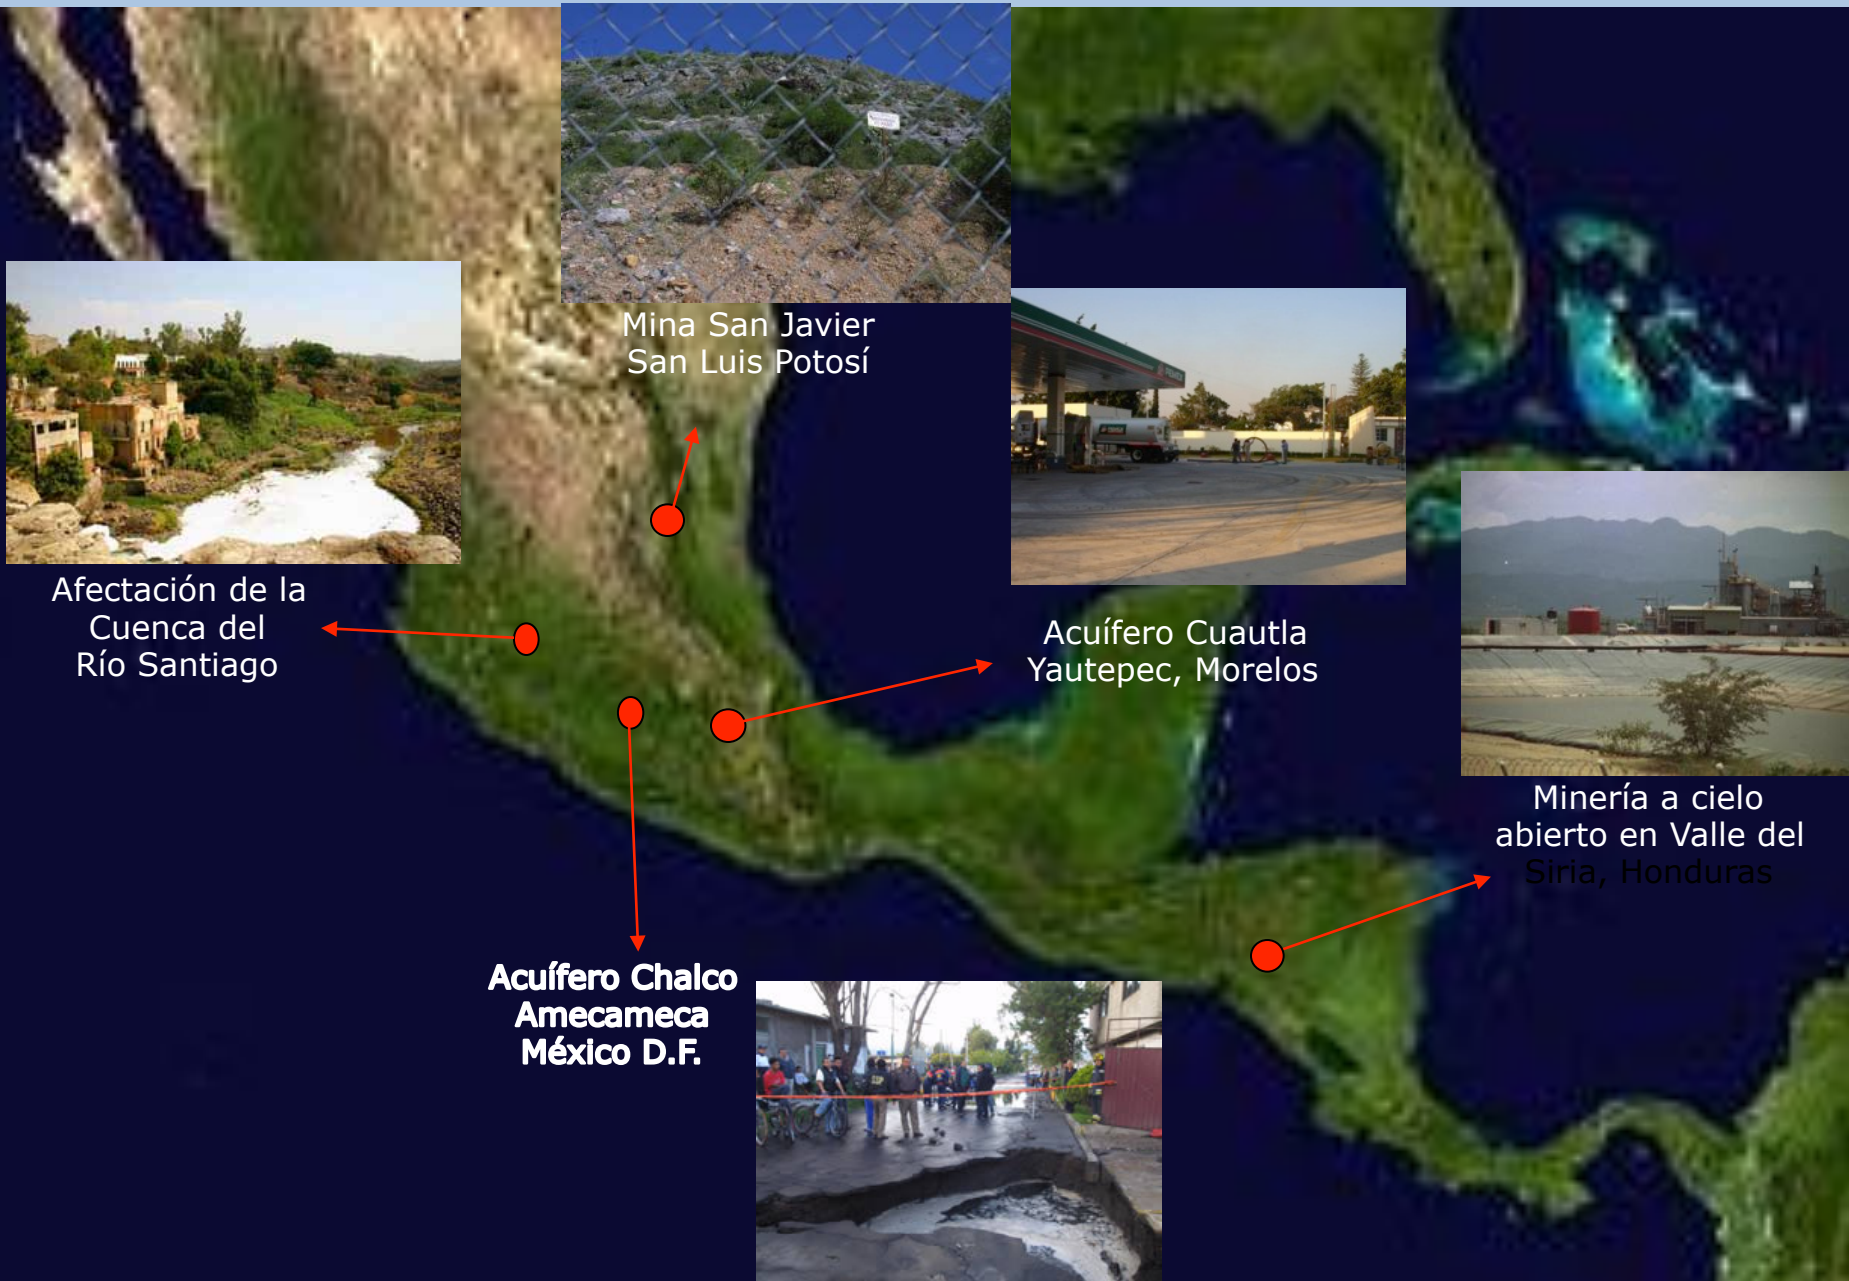 Mina San Javier
San Luis Potosí
Afectación de la
Cuenca del
Río Santiago
Acuífero Cuautla
Yautepec, Morelos
Minería a cielo
abierto en Valle del
Siria, Honduras
Acuífero Chalco
Amecameca
México D.F.